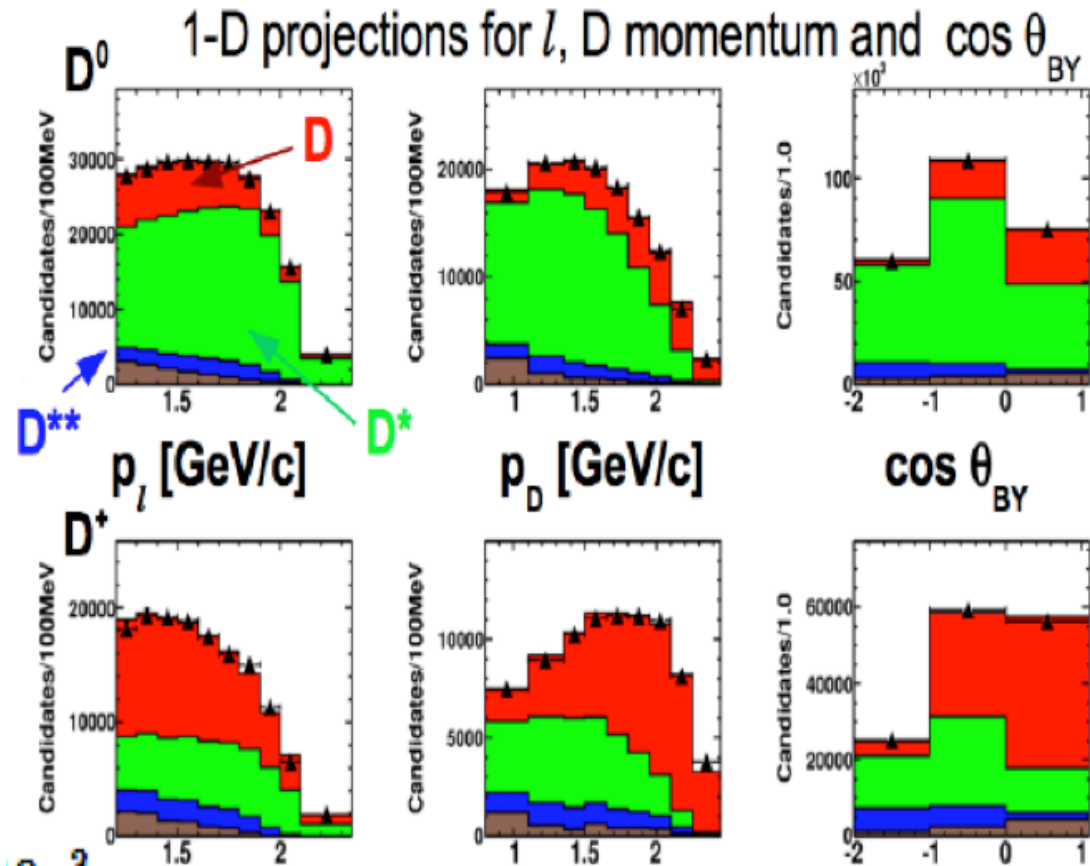 1-D projections for l, D momentum and cos θBY
D⁰
Candidates/100MeV
30000
20000
10000
0
1.5
2
D
D**
D*
pl [GeV/c]
Candidates/100MeV
20000
10000
0
1
1.5
2
pD [GeV/c]
×10³
Candidates/1.0
100
50
0
-2
-1
0
1
cos θBY
D⁺
Candidates/100MeV
20000
10000
0
1.5
2
Candidates/100MeV
10000
5000
0
1
1.5
2
Candidates/1.0
60000
40000
20000
0
-2
-1
0
1